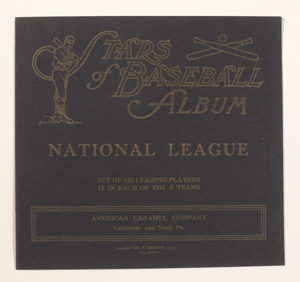 STARS
of BASEBALL
ALBUM
NATIONAL LEAGUE
SET OF 120 LEADING PLAYERS
15 IN EACH OF THE 8 TEAMS
AMERICAN CARAMEL COMPANY
Lancaster and York, Pa.